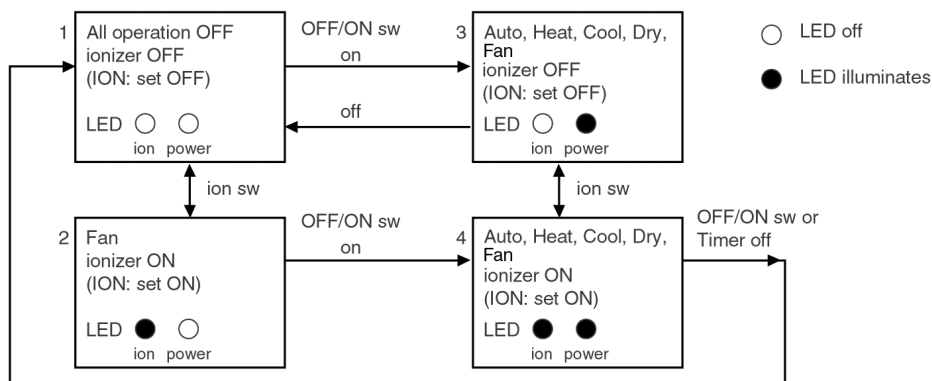 1
All operation OFF
ionizer OFF
(ION: set OFF)
LED
ion power
OFF/ON sw
on
off
3
Auto, Heat, Cool, Dry,
Fan
ionizer OFF
(ION: set OFF)
LED
ion power
LED off
LED illuminates
ion sw
ion sw
2
Fan
ionizer ON
(ION: set ON)
LED
ion power
OFF/ON sw
on
4
Auto, Heat, Cool, Dry,
Fan
ionizer ON
(ION: set ON)
LED
ion power
OFF/ON sw or
Timer off